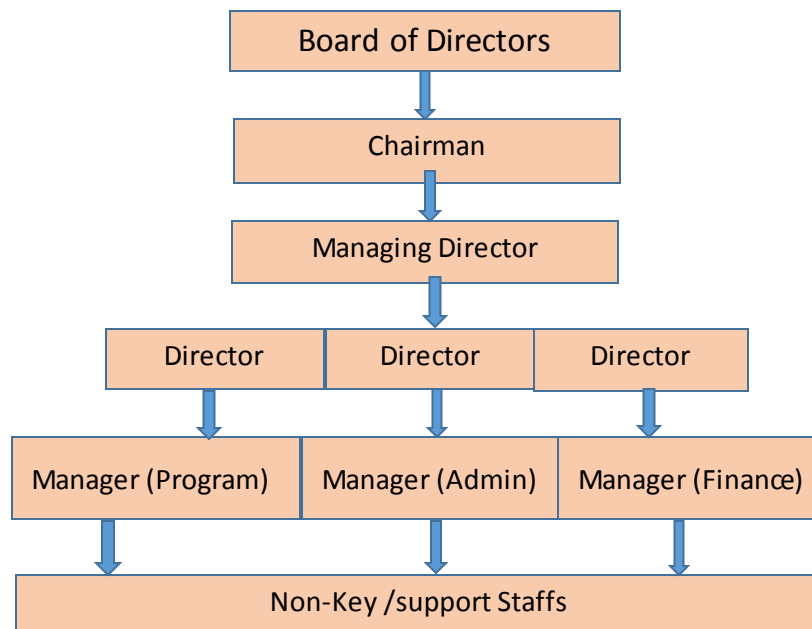 Board of Directors
Chairman
Managing Director
Director
Director
Director
Manager (Program)
Manager (Admin)
Manager (Finance)
Non-Key /support Staffs